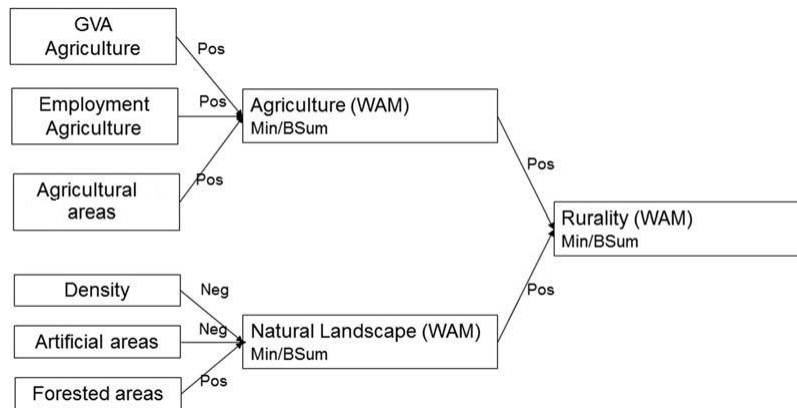 GVA
Agriculture
Pos
Employment
Agriculture
Pos
Agriculture (WAM)
Min/BSum
Agricultural
areas
Pos
Pos
Rurality (WAM)
Min/BSum
Density
Neg
Pos
Artificial areas
Neg
Natural Landscape (WAM)
Min/BSum
Forested areas
Pos